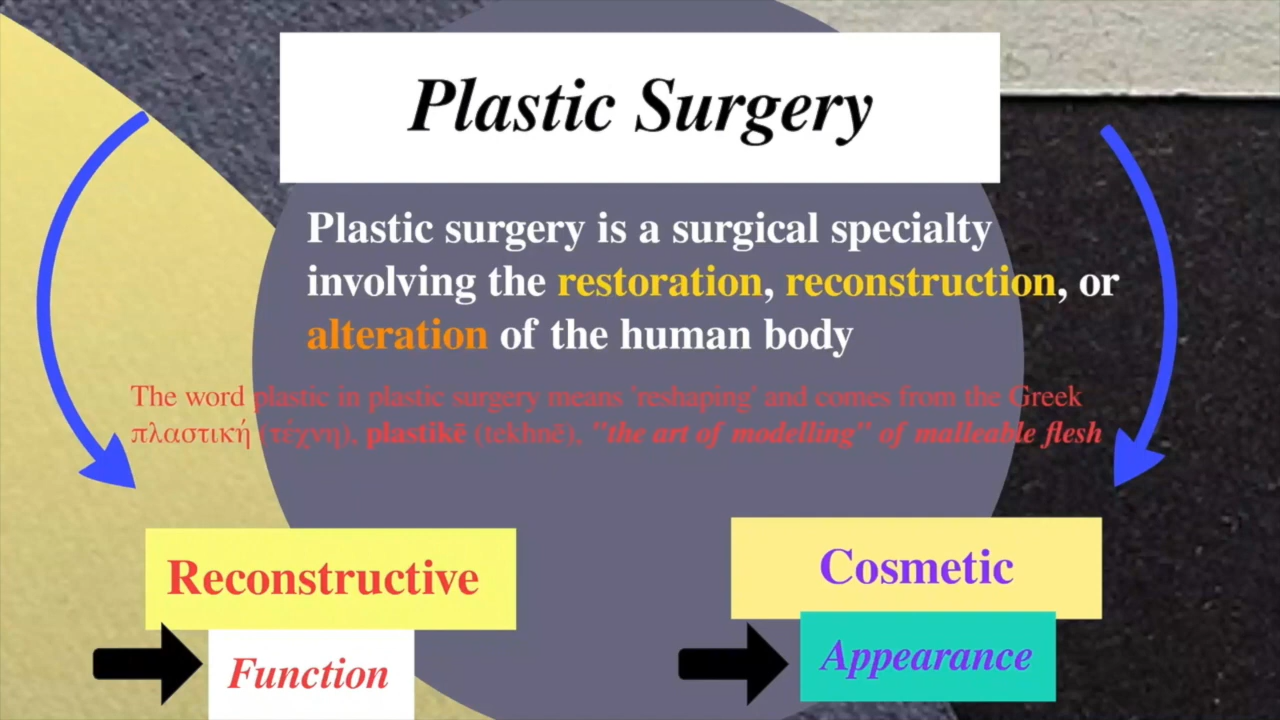 Plastic Surgery
Plastic surgery is a surgical specialty
involving the restoration, reconstruction, or
alteration of the human body
The word plastic in plastic surgery means 'reshaping' and comes from the Greek
πλαστική (τέχνη), plastikē (tekhnē), "the art of modelling" of malleable flesh
Reconstructive
Function
Cosmetic
Appearance